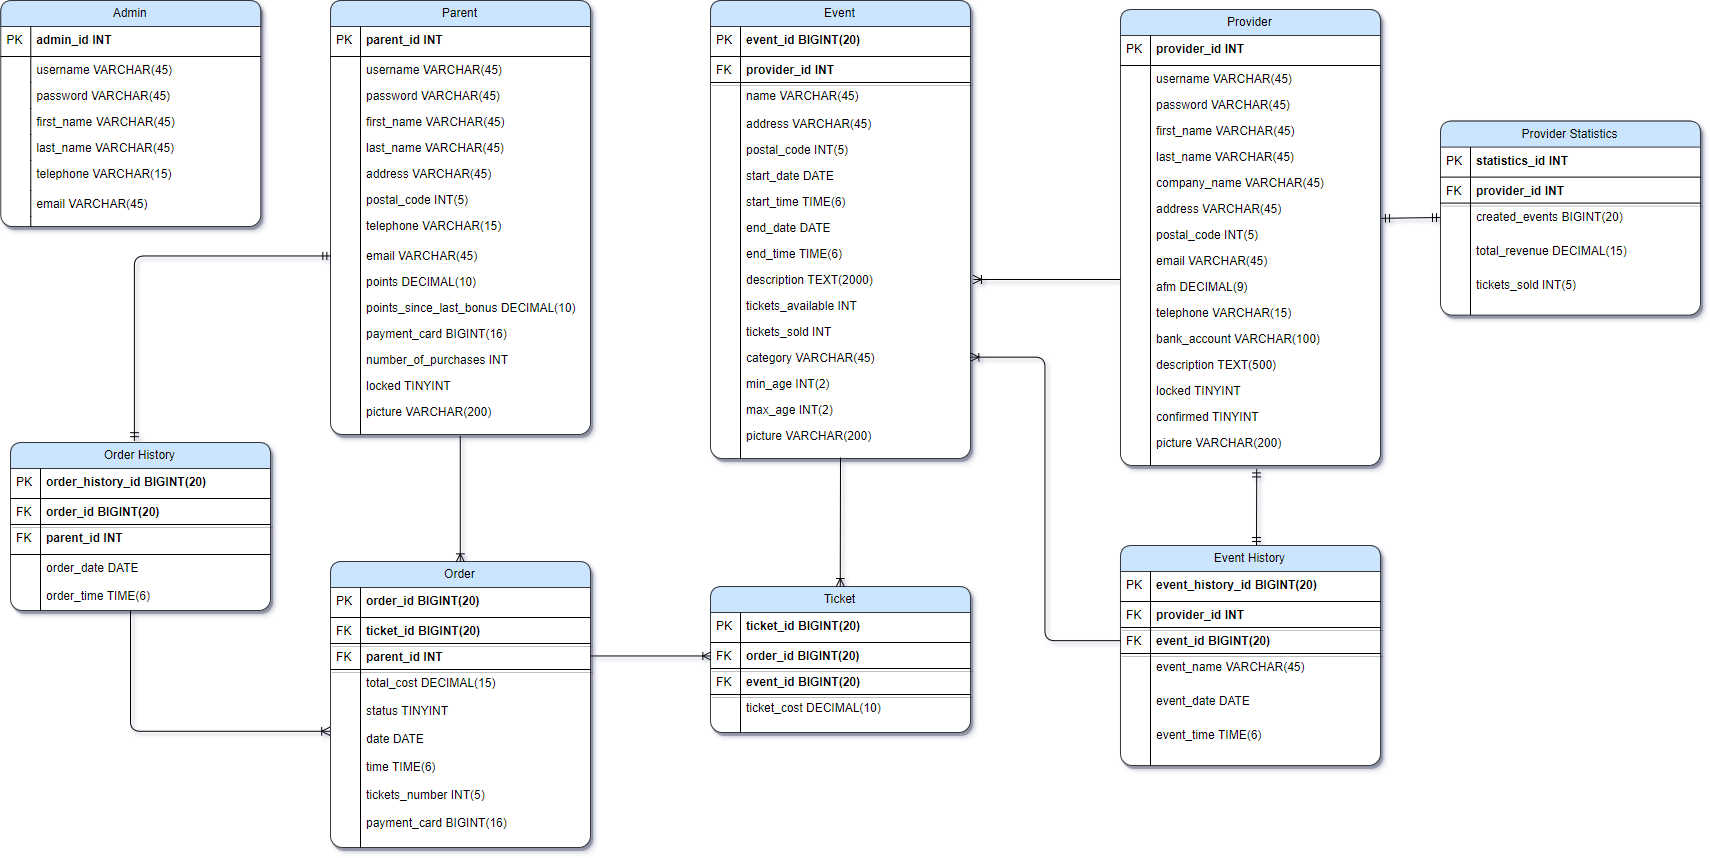 Admin
PK admin_id INT
username VARCHAR(45)
password VARCHAR(45)
first_name VARCHAR(45)
last_name VARCHAR(45)
telephone VARCHAR(15)
email VARCHAR(45)
Parent
PK parent_id INT
username VARCHAR(45)
password VARCHAR(45)
first_name VARCHAR(45)
last_name VARCHAR(45)
address VARCHAR(45)
postal_code INT(5)
telephone VARCHAR(15)
email VARCHAR(45)
points DECIMAL(10)
points_since_last_bonus DECIMAL(10)
payment_card BIGINT(16)
number_of_purchases INT
locked TINYINT
picture VARCHAR(200)
Event
PK event_id BIGINT(20)
FK provider_id INT
name VARCHAR(45)
address VARCHAR(45)
postal_code INT(5)
start_date DATE
start_time TIME(6)
end_date DATE
end_time TIME(6)
description TEXT(2000)
tickets_available INT
tickets_sold INT
category VARCHAR(45)
min_age INT(2)
max_age INT(2)
picture VARCHAR(200)
Provider
PK provider_id INT
username VARCHAR(45)
password VARCHAR(45)
first_name VARCHAR(45)
last_name VARCHAR(45)
company_name VARCHAR(45)
address VARCHAR(45)
postal_code INT(5)
email VARCHAR(45)
afm DECIMAL(9)
telephone VARCHAR(15)
bank_account VARCHAR(100)
description TEXT(500)
locked TINYINT
confirmed TINYINT
picture VARCHAR(200)
Provider Statistics
PK statistics_id INT
FK provider_id INT
created_events BIGINT(20)
total_revenue DECIMAL(15)
tickets_sold INT(5)
Order History
PK order_history_id BIGINT(20)
FK order_id BIGINT(20)
FK parent_id INT
order_date DATE
order_time TIME(6)
Order
PK order_id BIGINT(20)
FK ticket_id BIGINT(20)
FK parent_id INT
total_cost DECIMAL(15)
status TINYINT
date DATE
time TIME(6)
tickets_number INT(5)
payment_card BIGINT(16)
Ticket
PK ticket_id BIGINT(20)
FK order_id BIGINT(20)
FK event_id BIGINT(20)
ticket_cost DECIMAL(10)
Event History
PK event_history_id BIGINT(20)
FK provider_id INT
FK event_id BIGINT(20)
event_name VARCHAR(45)
event_date DATE
event_time TIME(6)